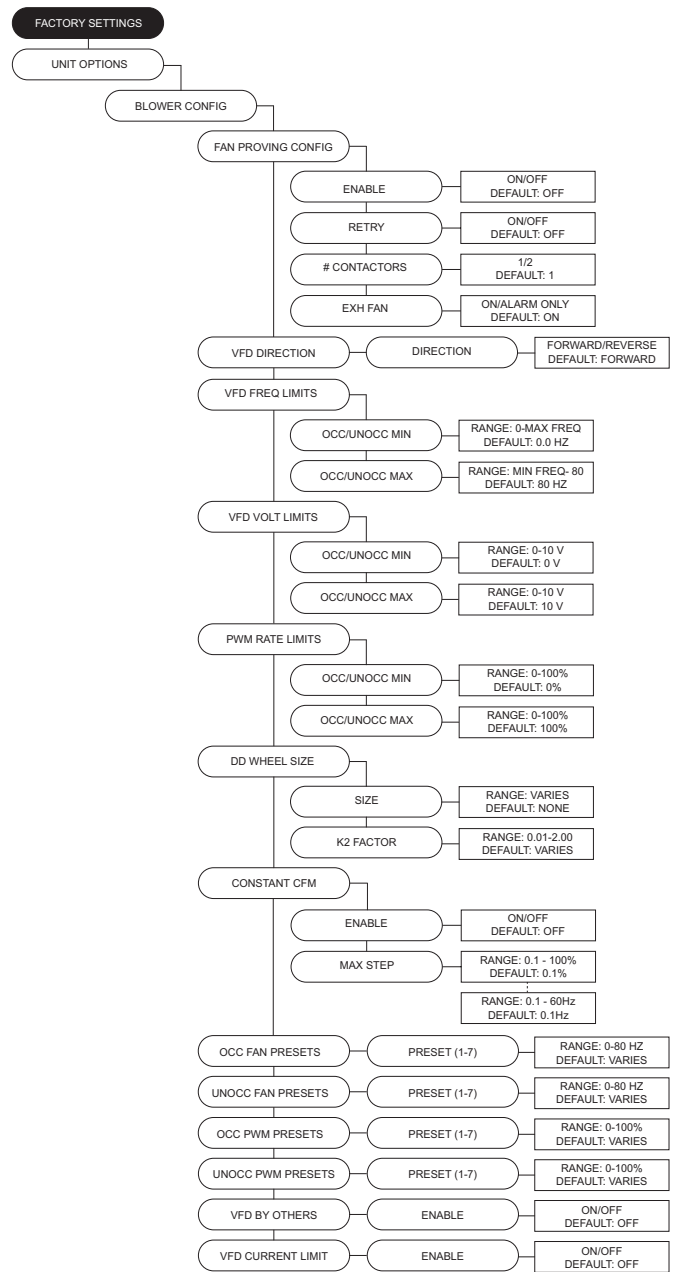 FACTORY SETTINGS
UNIT OPTIONS
BLOWER CONFIG
FAN PROVING CONFIG
ENABLE
ON/OFF
DEFAULT: OFF
RETRY
ON/OFF
DEFAULT: OFF
# CONTACTORS
1/2
DEFAULT: 1
EXH FAN
ON/ALARM ONLY
DEFAULT: ON
VFD DIRECTION
DIRECTION
FORWARD/REVERSE
DEFAULT: FORWARD
VFD FREQ LIMITS
OCC/UNOCC MIN
RANGE: 0-MAX FREQ
DEFAULT: 0.0 HZ
OCC/UNOCC MAX
RANGE: MIN FREQ- 80
DEFAULT: 80 HZ
VFD VOLT LIMITS
OCC/UNOCC MIN
RANGE: 0-10 V
DEFAULT: 0 V
OCC/UNOCC MAX
RANGE: 0-10 V
DEFAULT: 10 V
PWM RATE LIMITS
OCC/UNOCC MIN
RANGE: 0-100%
DEFAULT: 0%
OCC/UNOCC MAX
RANGE: 0-100%
DEFAULT: 100%
DD WHEEL SIZE
SIZE
RANGE: VARIES
DEFAULT: NONE
K2 FACTOR
RANGE: 0.01-2.00
DEFAULT: VARIES
CONSTANT CFM
ENABLE
ON/OFF
DEFAULT: OFF
MAX STEP
RANGE: 0.1 - 100%
DEFAULT: 0.1%
RANGE: 0.1 - 60Hz
DEFAULT: 0.1Hz
OCC FAN PRESETS
PRESET (1-7)
RANGE: 0-80 HZ
DEFAULT: VARIES
UNOCC FAN PRESETS
PRESET (1-7)
RANGE: 0-80 HZ
DEFAULT: VARIES
OCC PWM PRESETS
PRESET (1-7)
RANGE: 0-100%
DEFAULT: VARIES
UNOCC PWM PRESETS
PRESET (1-7)
RANGE: 0-100%
DEFAULT: VARIES
VFD BY OTHERS
ENABLE
ON/OFF
DEFAULT: OFF
VFD CURRENT LIMIT
ENABLE
ON/OFF
DEFAULT: OFF